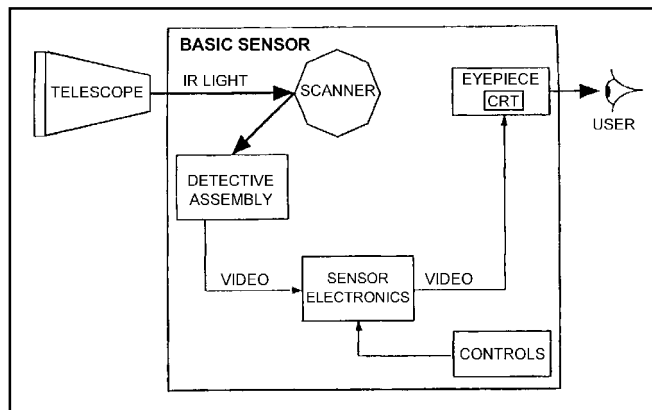 BASIC SENSOR
TELESCOPE
IR LIGHT
SCANNER
EYEPIECE
CRT
USER
DETECTIVE
ASSEMBLY
VIDEO
SENSOR
ELECTRONICS
VIDEO
CONTROLS